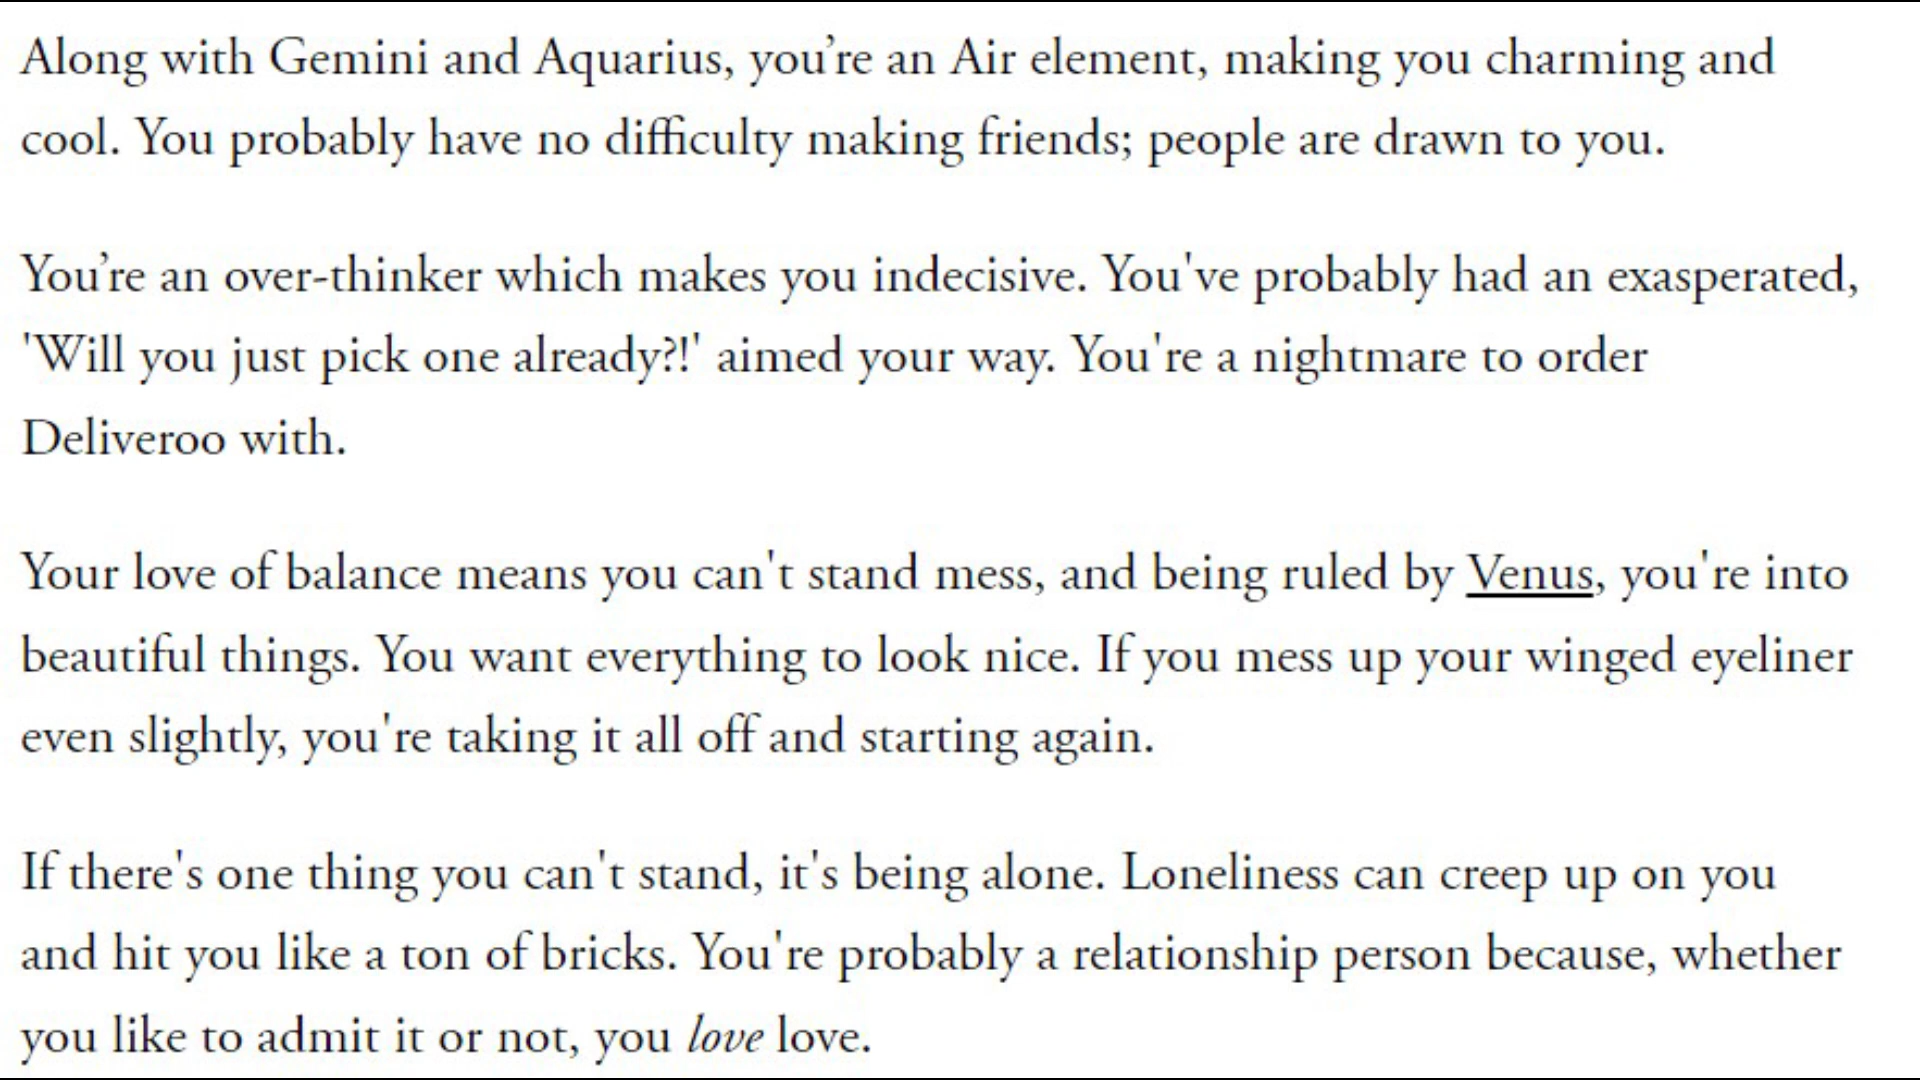 Along with Gemini and Aquarius, you’re an Air element, making you charming and
cool. You probably have no difficulty making friends; people are drawn to you.
You’re an over-thinker which makes you indecisive. You've probably had an exasperated,
'Will you just pick one already?!' aimed your way. You're a nightmare to order
Deliveroo with.
Your love of balance means you can't stand mess, and being ruled by Venus, you're into
beautiful things. You want everything to look nice. If you mess up your winged eyeliner
even slightly, you're taking it all off and starting again.
If there's one thing you can't stand, it's being alone. Loneliness can creep up on you
and hit you like a ton of bricks. You're probably a relationship person because, whether
you like to admit it or not, you love love.